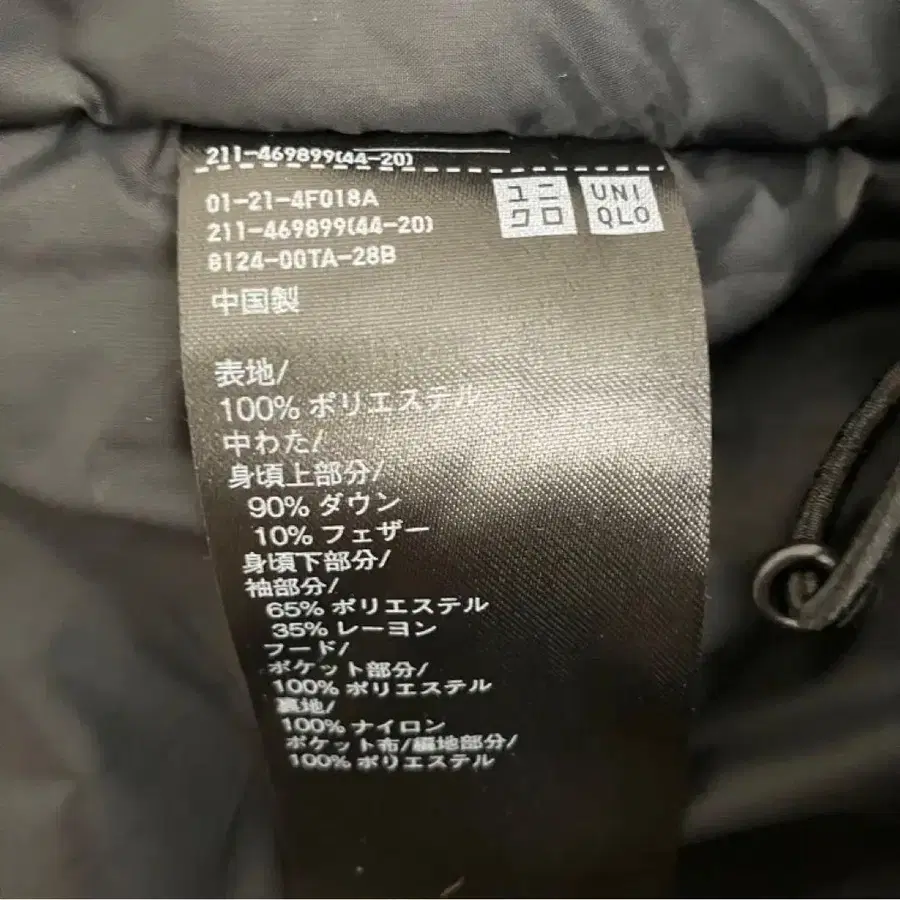 211-469899(44-20)
ユニ
クロ
UNI
QLO
01-21-4F018A
211-469899(44-20)
8124-00TA-28B
中国製
表地/
100% ポリエステル
中わた/
身頃上部分/
90% ダウン
10% フェザー
身頃下部分/
袖部分/
65% ポリエステル
35% レーヨン
フード/
ポケット部分/
100% ポリエステル
裏地/
100% ナイロン
ポケット布/編地部分/
100% ポリエステル